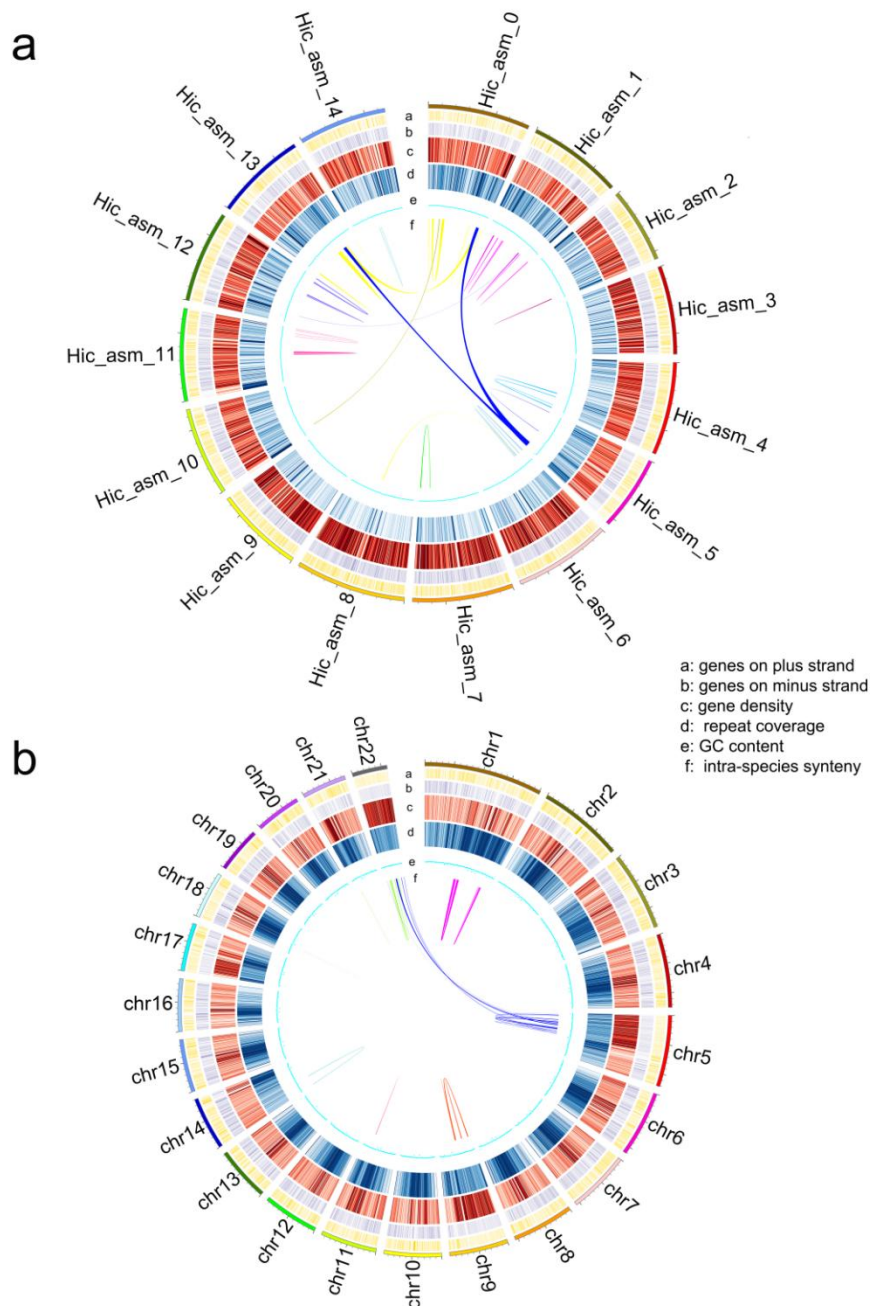 a
Hic_asm_0
Hic_asm_1
Hic_asm_2
Hic_asm_3
Hic_asm_4
Hic_asm_5
Hic_asm_6
Hic_asm_7
Hic_asm_8
Hic_asm_9
Hic_asm_10
Hic_asm_11
Hic_asm_12
Hic_asm_13
Hic_asm_14
a
b
c
d
e
f
a: genes on plus strand
b: genes on minus strand
c: gene density
d: repeat coverage
e: GC content
f: intra-species synteny
b
chr1
chr2
chr3
chr4
chr5
chr6
chr7
chr8
chr9
chr10
chr11
chr12
chr13
chr14
chr15
chr16
chr17
chr18
chr19
chr20
chr21
chr22
a
b
c
d
e
f